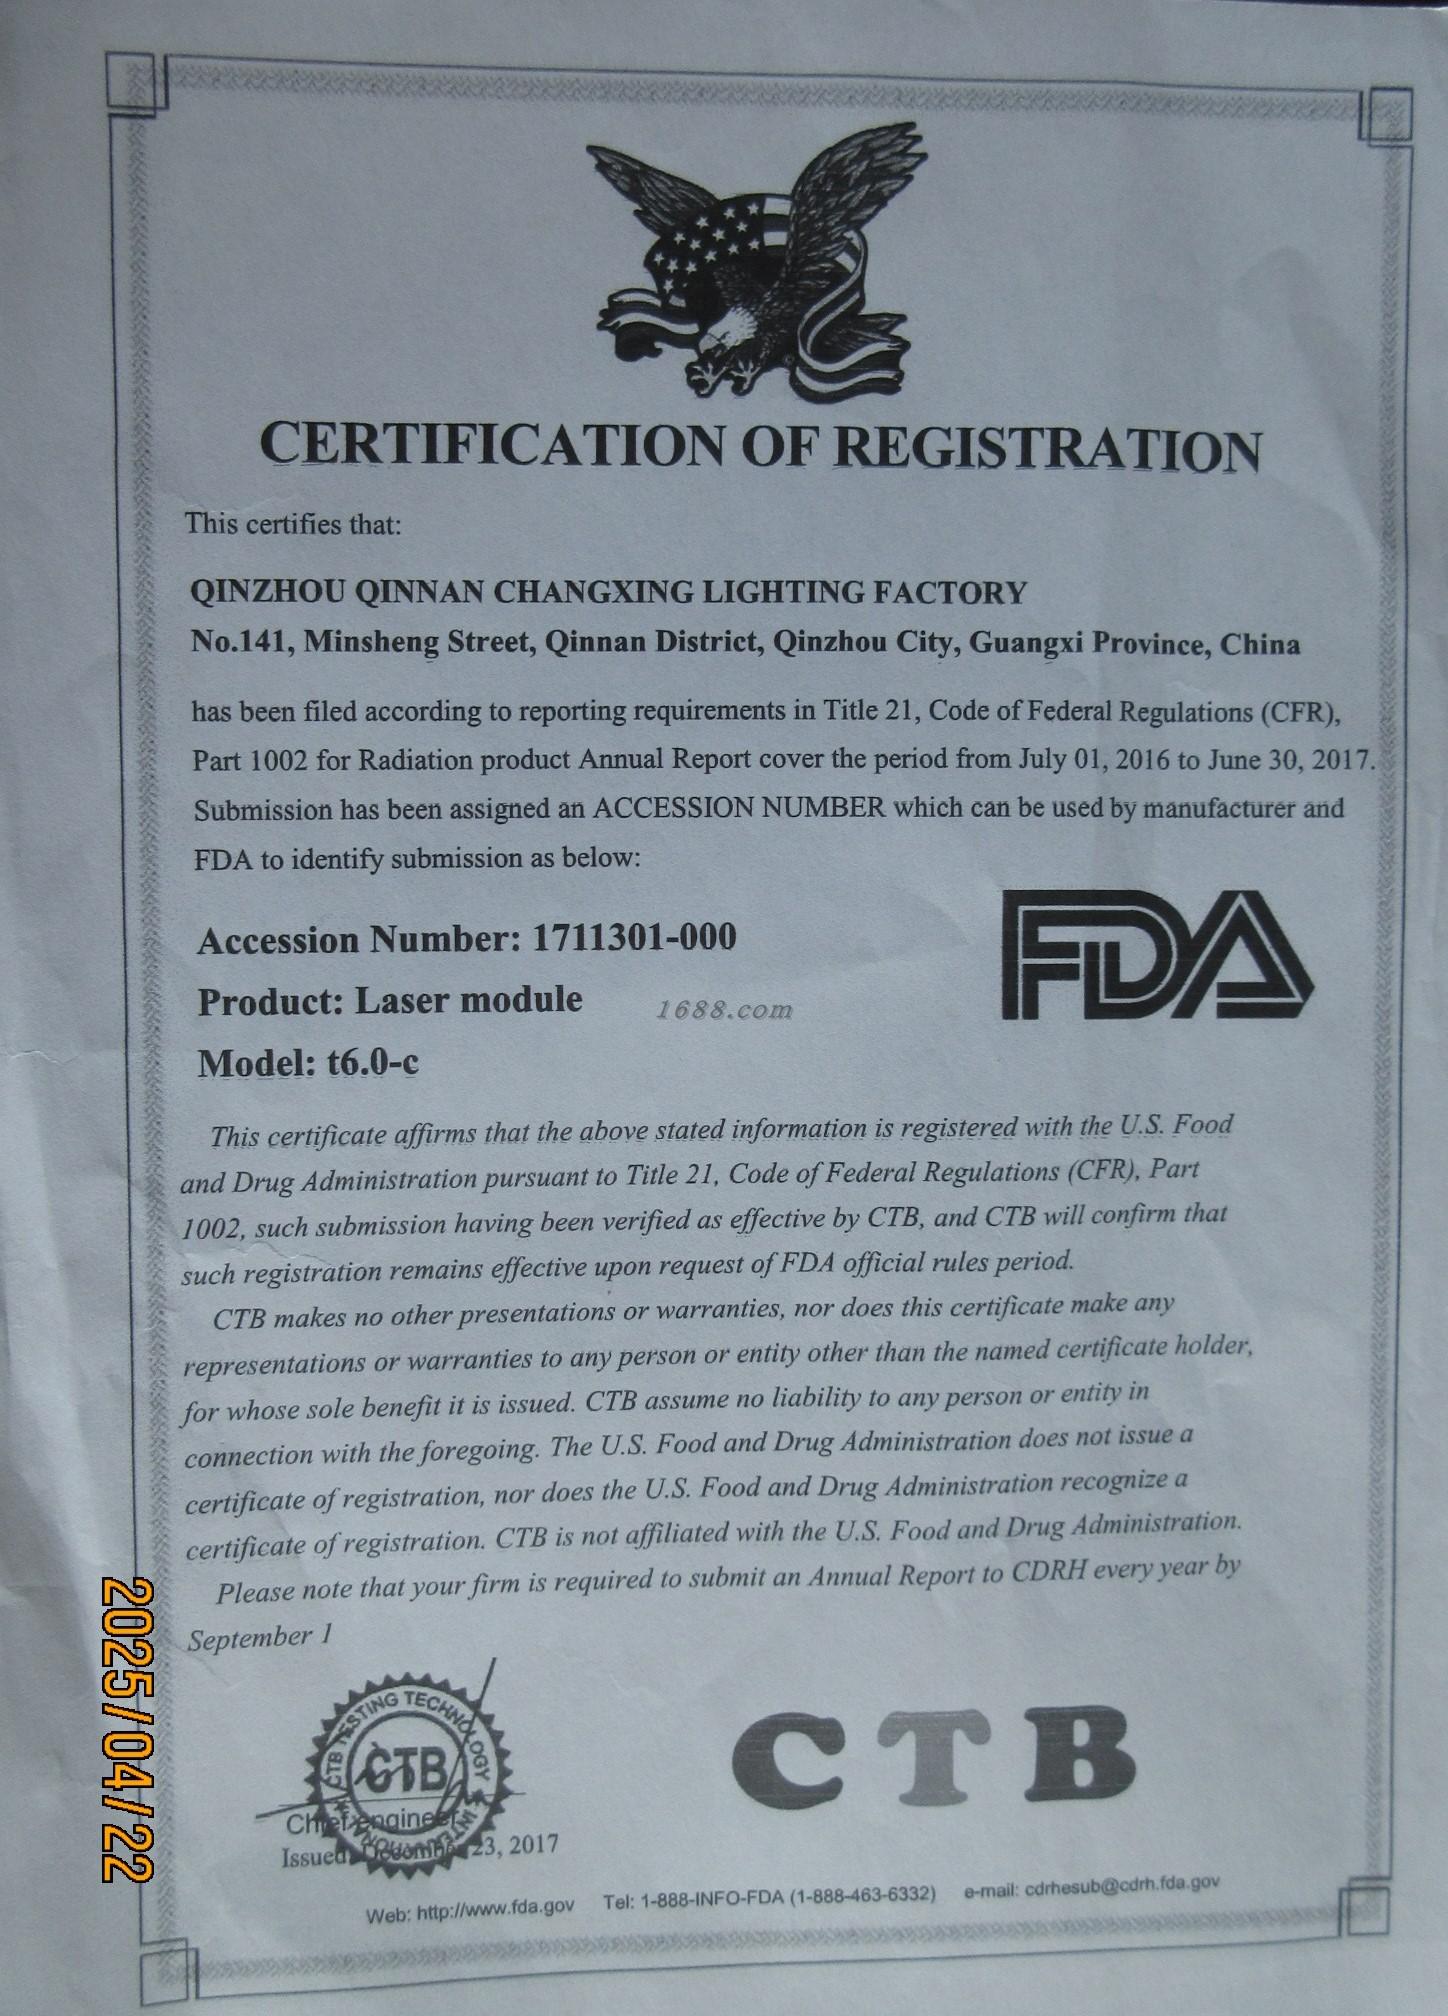 CERTIFICATION OF REGISTRATION
This certifies that:
QINZHOU QINNAN CHANGXING LIGHTING FACTORY
No.141, Minsheng Street, Qinnan District, Qinzhou City, Guangxi Province, China
has been filed according to reporting requirements in Title 21, Code of Federal Regulations (CFR),
Part 1002 for Radiation product Annual Report cover the period from July 01, 2016 to June 30, 2017.
Submission has been assigned an ACCESSION NUMBER which can be used by manufacturer and
FDA to identify submission as below:
Accession Number: 1711301-000
FDA
Product: Laser module
1688.com
Model: t6.0-c
This certificate affirms that the above stated information is registered with the U.S. Food
and Drug Administration pursuant to Title 21, Code of Federal Regulations (CFR), Part
1002, such submission having been verified as effective by CTB, and CTB will confirm that
such registration remains effective upon request of FDA official rules period.
CTB makes no other presentations or warranties, nor does this certificate make any
representations or warranties to any person or entity other than the named certificate holder,
for whose sole benefit it is issued. CTB assume no liability to any person or entity in
connection with the foregoing. The U.S. Food and Drug Administration does not issue a
certificate of registration, nor does the U.S. Food and Drug Administration recognize a
certificate of registration. CTB is not affiliated with the U.S. Food and Drug Administration.
Please note that your firm is required to submit an Annual Report to CDRH every year by
September 1
CTB TESTING TECHNOLOGY
CTB
Chief engineer
Issued: December 23, 2017
CTB
Web: http://www.fda.gov Tel: 1-888-INFO-FDA (1-888-463-6332) e-mail: cdrhesub@cdrh.fda.gov
2025/04/22